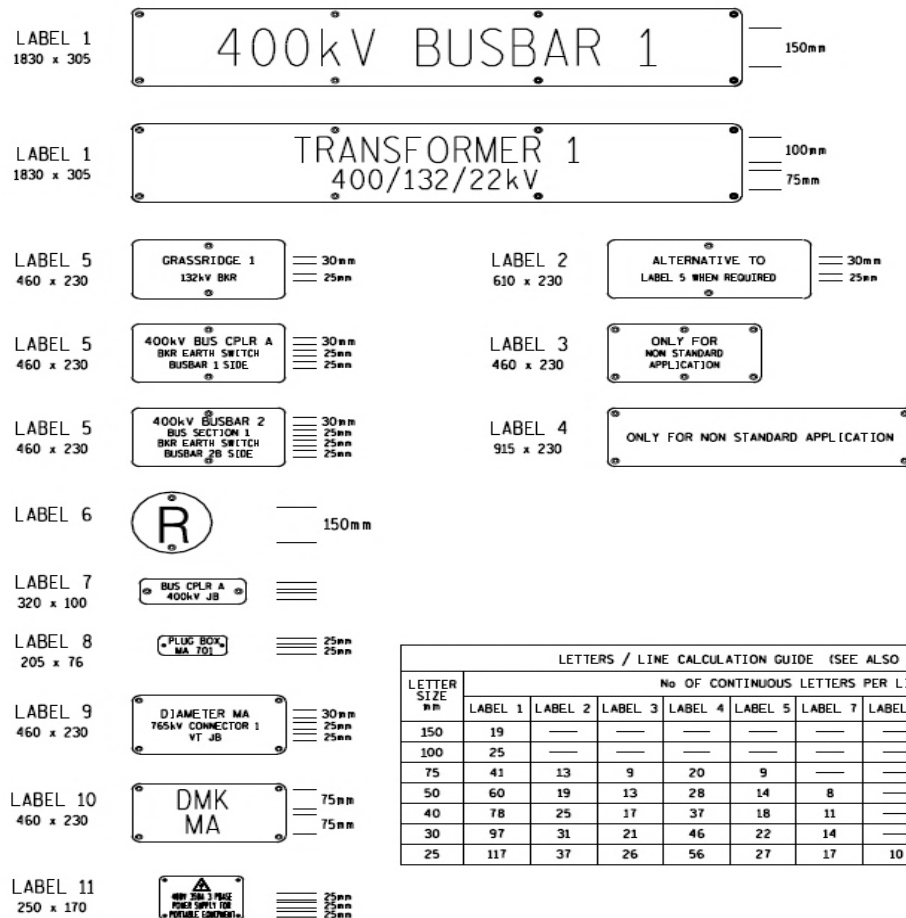 LABEL 1
1830 x 305
400kV BUSBAR 1
150mm
LABEL 1
1830 x 305
TRANSFORMER 1
400/132/22kV
100mm
75mm
LABEL 5
460 x 230
GRASSRIDGE 1
132kV BKR
30mm
25mm
LABEL 2
610 x 230
ALTERNATIVE TO
LABEL 5 WHEN REQUIRED
30mm
25mm
LABEL 5
460 x 230
400kV BUS CPLR A
BKR EARTH SWITCH
BUSBAR 1 SIDE
30mm
25mm
25mm
LABEL 3
460 x 230
ONLY FOR
NON STANDARD
APPLICATION
LABEL 5
460 x 230
400kV BUSBAR 2
BUS SECTION 1
BKR EARTH SWITCH
BUSBAR 2B SIDE
30mm
25mm
25mm
25mm
LABEL 4
915 x 230
ONLY FOR NON STANDARD APPLICATION
LABEL 6
R
150mm
LABEL 7
320 x 100
BUS CPLR A
400kV JB
LABEL 8
205 x 76
PLUG BOX
MA 701
25mm
25mm
LABEL 9
460 x 230
DIAMETER MA
765kV CONNECTOR 1
VT JB
30mm
25mm
25mm
LABEL 10
460 x 230
DMK
MA
75mm
75mm
LABEL 11
250 x 170
3 PHASE
POWER SUPPLY FOR
PORTABLE EQUIPMENT
25mm
25mm
25mm
LETTERS / LINE CALCULATION GUIDE (SEE ALSO
LETTER SIZE mm No OF CONTINUOUS LETTERS PER LI
LABEL 1 LABEL 2 LABEL 3 LABEL 4 LABEL 5 LABEL 7 LABEL
150 19 — — — — — —
100 25 — — — — — —
75 41 13 9 20 9 — —
50 60 19 13 28 14 8 —
40 78 25 17 37 18 11 —
30 97 31 21 46 22 14 —
25 117 37 26 56 27 17 10